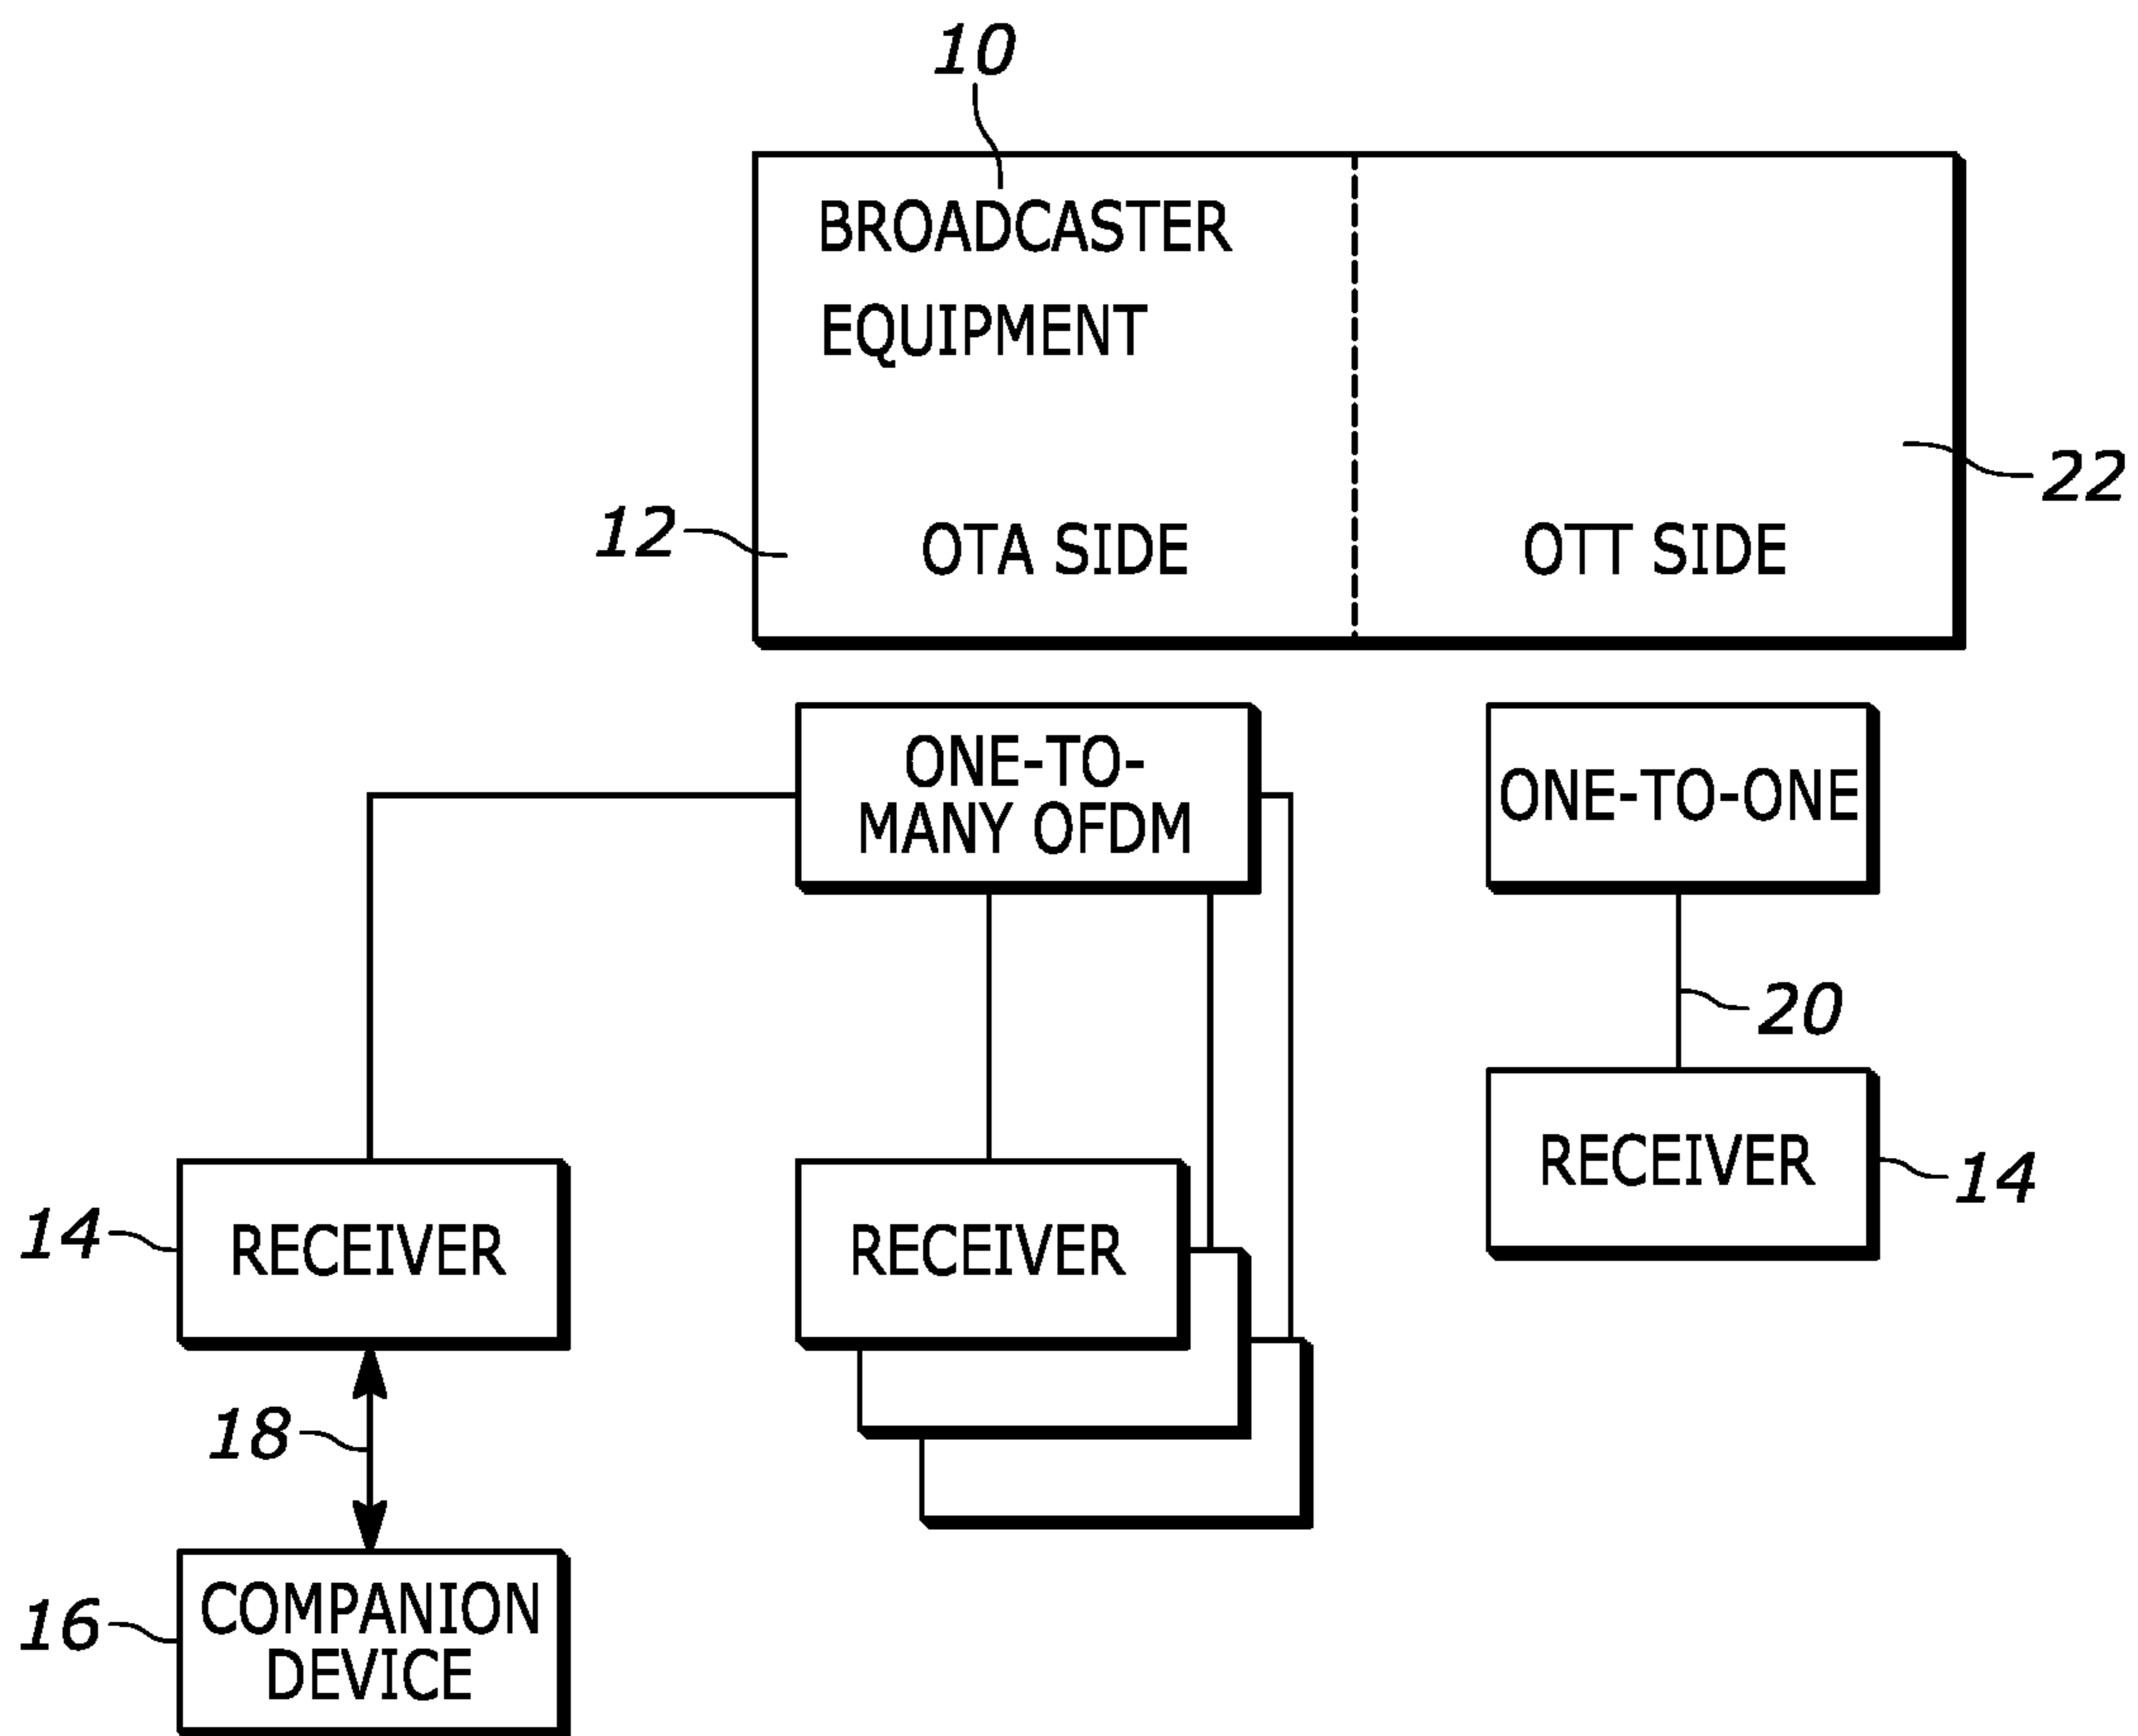 10
BROADCASTER
EQUIPMENT
22
12
OTA SIDE
OTT SIDE
ONE-TO-
MANY OFDM
ONE-TO-ONE
20
RECEIVER
14
14
RECEIVER
RECEIVER
18
16
COMPANION
DEVICE